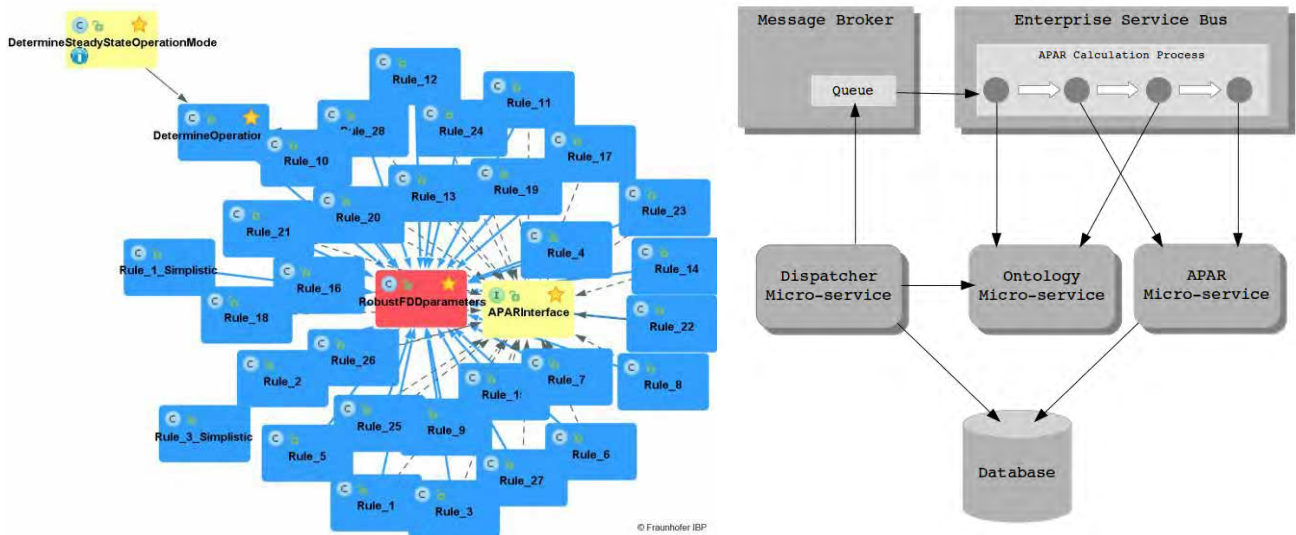 DetermineSteadyStateOperationMode
Rule_12
Rule_11
DetermineOperation
Rule_28
Rule_24
Rule_10
Rule_17
Rule_13
Rule_19
Rule_20
Rule_23
Rule_21
Rule_4
Rule_1_Simplistic
Rule_16
Rule_14
RobustFDDparameters
APARInterface
Rule_18
Rule_22
Rule_26
Rule_2
Rule_7
Rule_8
Rule_3_Simplistic
Rule_25
Rule_9
Rule_5
Rule_6
Rule_27
Rule_1
Rule_3
© Fraunhofer IBP
Message Broker
Queue
Enterprise Service Bus
APAR Calculation Process
Dispatcher
Micro-service
Ontology
Micro-service
APAR
Micro-service
Database